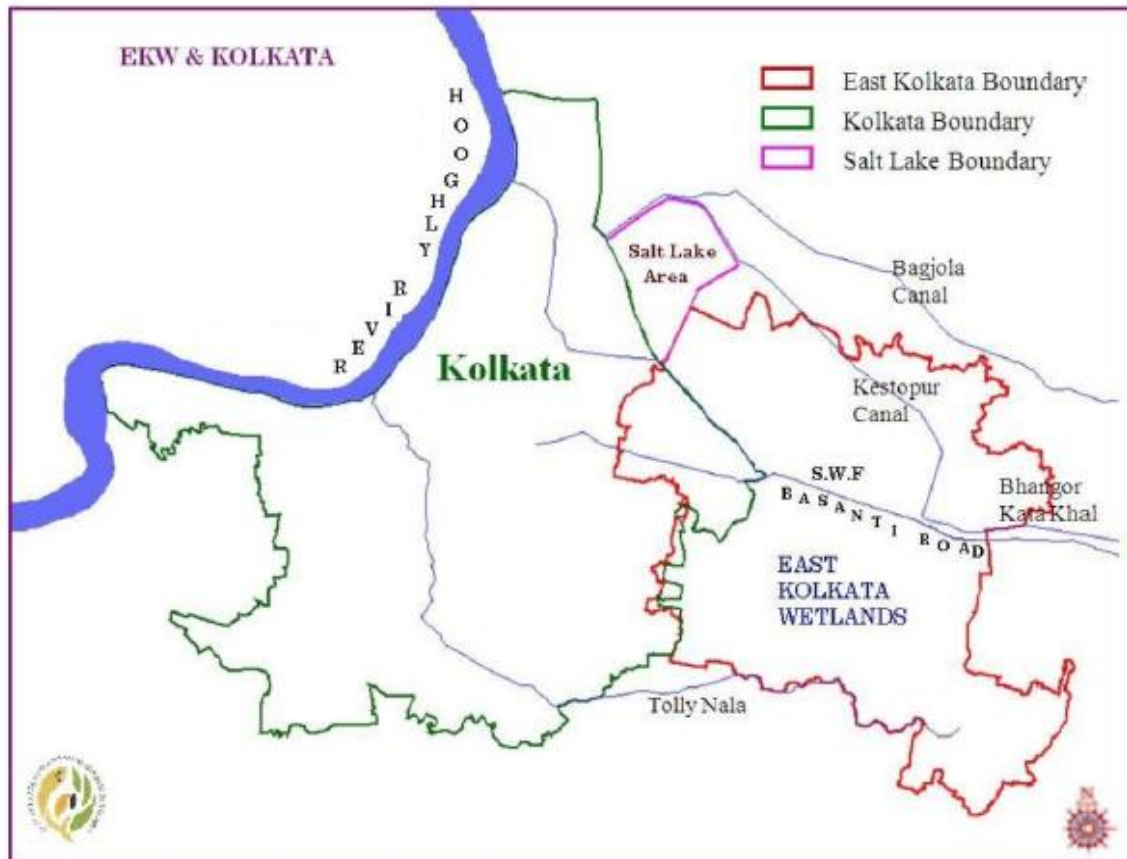 EKW & KOLKATA
HOOGHLY RIVER
East Kolkata Boundary
Kolkata Boundary
Salt Lake Boundary
Salt Lake
Area
Bagjola
Canal
Kolkata
Kestopur
Canal
S.W.F
BASANTI ROAD
Bhangor
Kata Khal
EAST
KOLKATA
WETLANDS
Tolly Nala
N